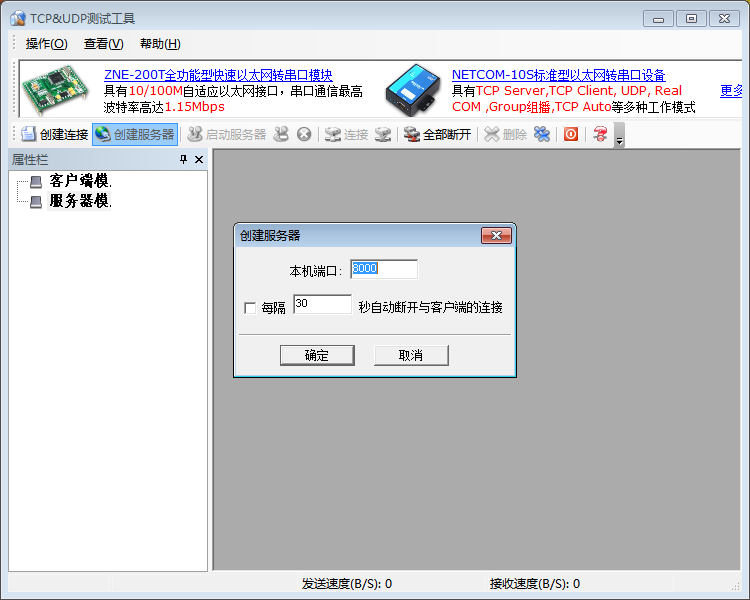 TCP&UDP测试工具
操作(O) 查看(V) 帮助(H)
ZNE-200T全功能型快速以太网转串口模块
具有10/100M自适应以太网接口，串口通信最高
波特率高达1.15Mbps
NETCOM-10S标准型以太网转串口设备
具有TCP Server,TCP Client, UDP, Real
COM ,Group组播,TCP Auto等多种工作模式
更多
创建连接 创建服务器 启动服务器 连接 全部断开 删除
属性栏
客户端模.
服务器模.
创建服务器
本机端口: 8000
每隔 30 秒自动断开与客户端的连接
确定 取消
发送速度(B/S): 0 接收速度(B/S): 0